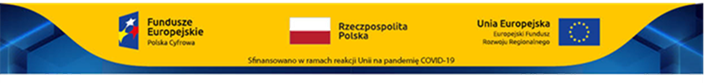 Fundusze
Europejskie
Polska Cyfrowa
Rzeczpospolita
Polska
Unia Europejska
Europejski Fundusz
Rozwoju Regionalnego
Sfinansowano w ramach reakcji Unii na pandemię COVID-19